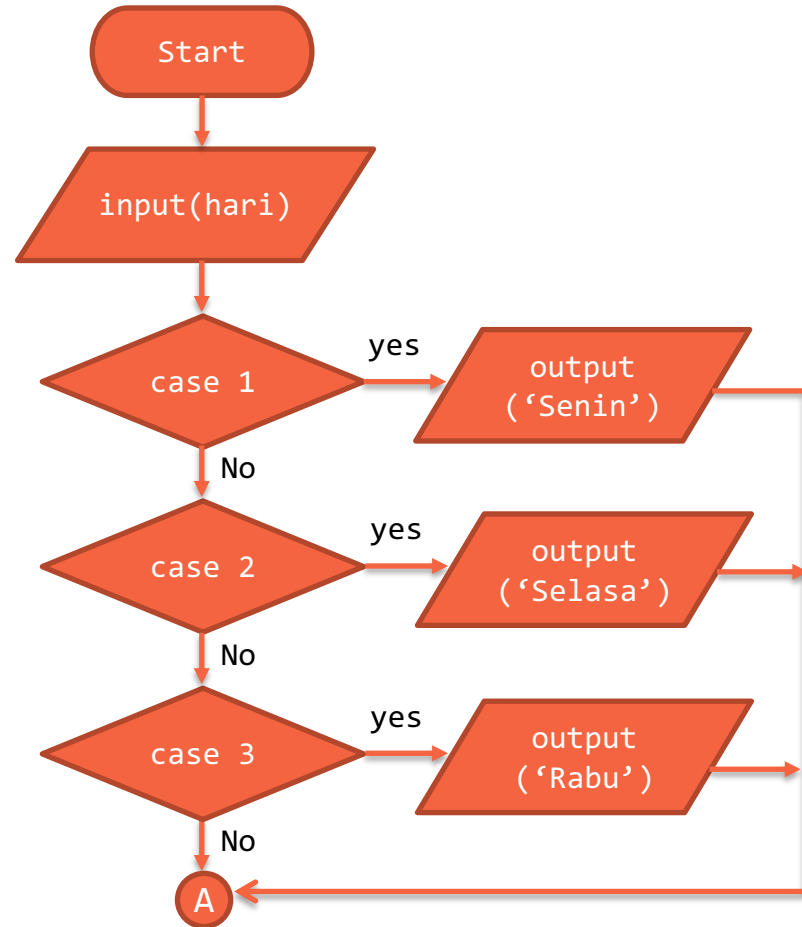 Start
input(hari)
case 1
yes
output
(‘Senin’)
No
case 2
yes
output
(‘Selasa’)
No
case 3
yes
output
(‘Rabu’)
No
A